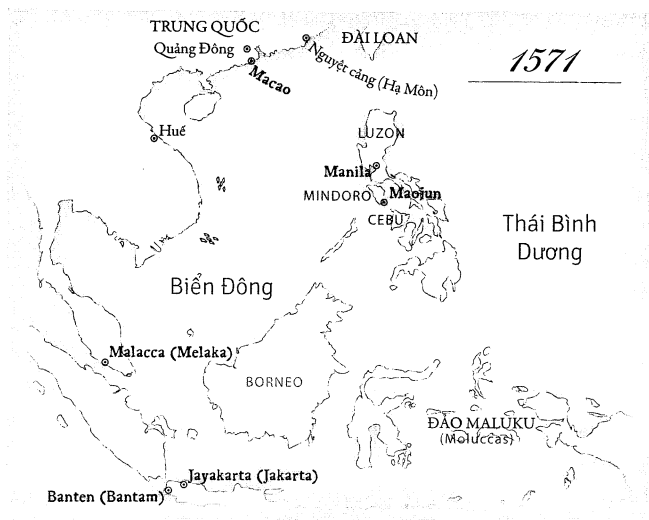 TRUNG QUỐC
ĐÀI LOAN
Quảng Đông
Nguyệt cảng (Hạ Môn)
Macao
1571
Huế
LUZON
Manila
MINDORO
Maojun
CEBU
Thái Bình
Dương
Biển Đông
Malacca (Melaka)
BORNEO
ĐẢO MALUKU
(Moluccas)
Jayakarta (Jakarta)
Banten (Bantam)